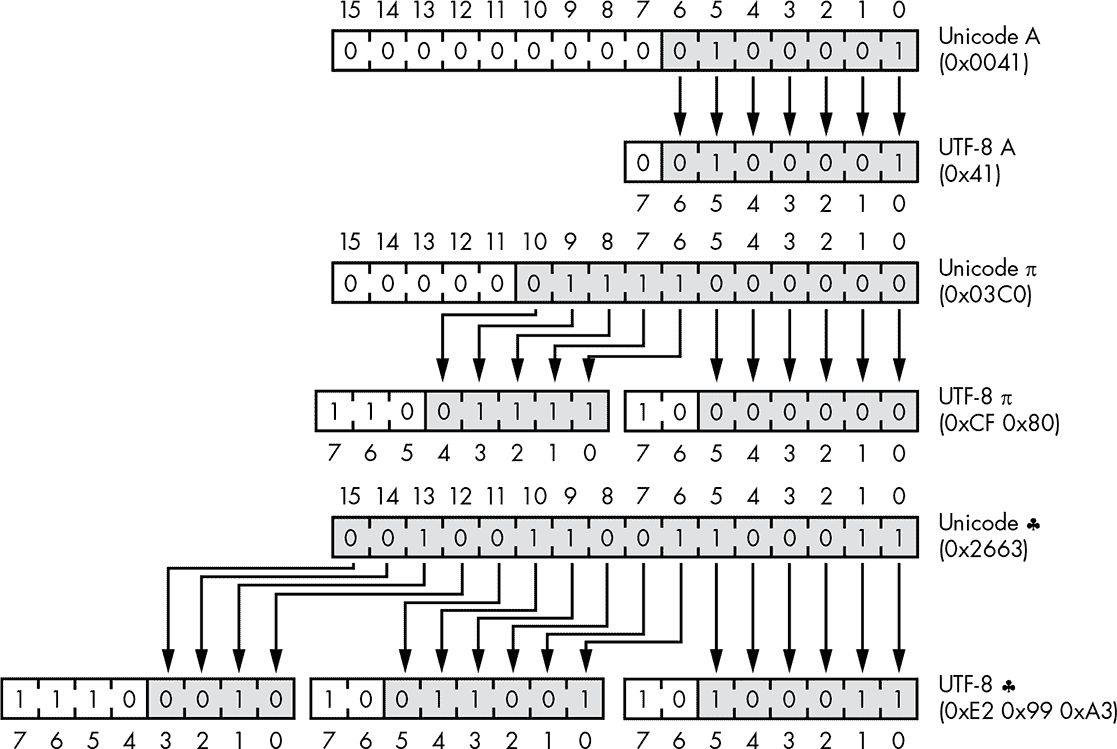 15 14 13 12 11 10 9 8 7 6 5 4 3 2 1 0
0 0 0 0 0 0 0 0 0 0 1 0 0 0 0 1
Unicode A
(0x0041)
0 0 1 0 0 0 0 1
UTF-8 A
(0x41)
7 6 5 4 3 2 1 0
15 14 13 12 11 10 9 8 7 6 5 4 3 2 1 0
0 0 0 0 0 0 1 1 1 1 0 0 0 0 0 0
Unicode π
(0x03C0)
1 1 0 0 1 1 1 1 1 0 0 0 0 0 0 0
UTF-8 π
(0xCF 0x80)
7 6 5 4 3 2 1 0 7 6 5 4 3 2 1 0
15 14 13 12 11 10 9 8 7 6 5 4 3 2 1 0
0 0 1 0 0 1 1 0 0 1 1 0 0 0 1 1
Unicode ♣
(0x2663)
1 1 1 0 0 0 1 0 1 0 0 1 1 0 0 1 1 0 1 0 0 0 1 1
UTF-8 ♣
(0xE2 0x99 0xA3)
7 6 5 4 3 2 1 0 7 6 5 4 3 2 1 0 7 6 5 4 3 2 1 0